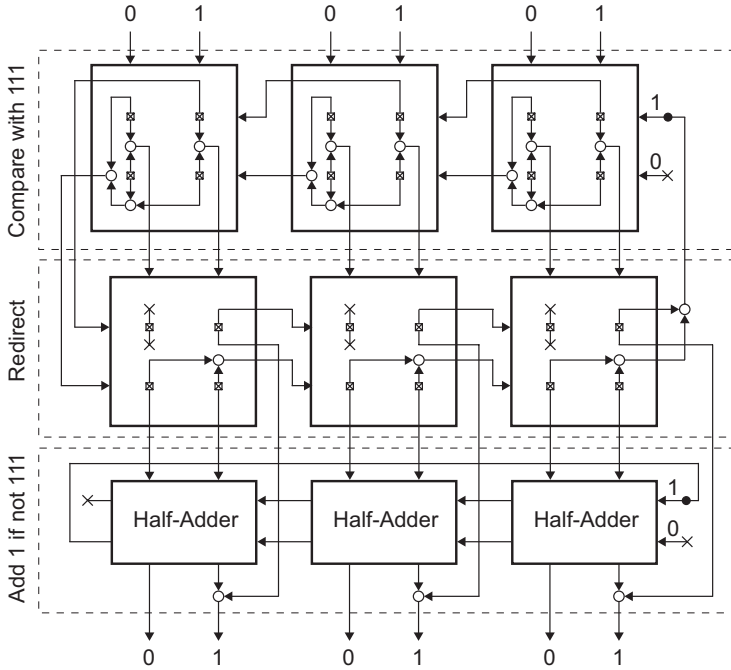 0 1 0 1 0 1
Compare with 111
1
0
Redirect
Add 1 if not 111
1
Half-Adder Half-Adder Half-Adder
0
0 1 0 1 0 1